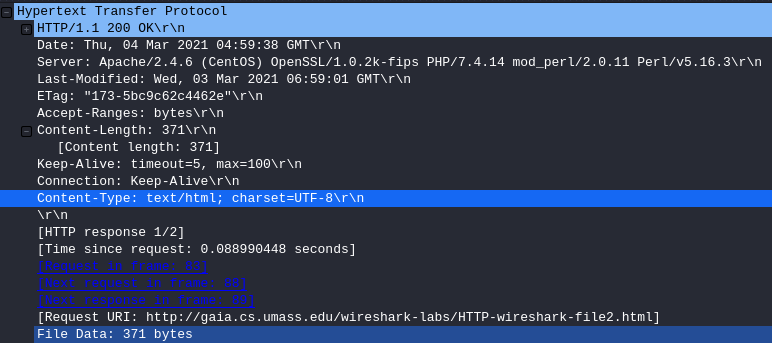 Hypertext Transfer Protocol
HTTP/1.1 200 OK\r\n
Date: Thu, 04 Mar 2021 04:59:38 GMT\r\n
Server: Apache/2.4.6 (CentOS) OpenSSL/1.0.2k-fips PHP/7.4.14 mod_perl/2.0.11 Perl/v5.16.3\r\n
Last-Modified: Wed, 03 Mar 2021 06:59:01 GMT\r\n
ETag: "173-5bc9c62c4462e"\r\n
Accept-Ranges: bytes\r\n
Content-Length: 371\r\n
[Content length: 371]
Keep-Alive: timeout=5, max=100\r\n
Connection: Keep-Alive\r\n
Content-Type: text/html; charset=UTF-8\r\n
\r\n
[HTTP response 1/2]
[Time since request: 0.088990448 seconds]
[Request in frame: 83]
[Next request in frame: 88]
[Next response in frame: 89]
[Request URI: http://gaia.cs.umass.edu/wireshark-labs/HTTP-wireshark-file2.html]
File Data: 371 bytes